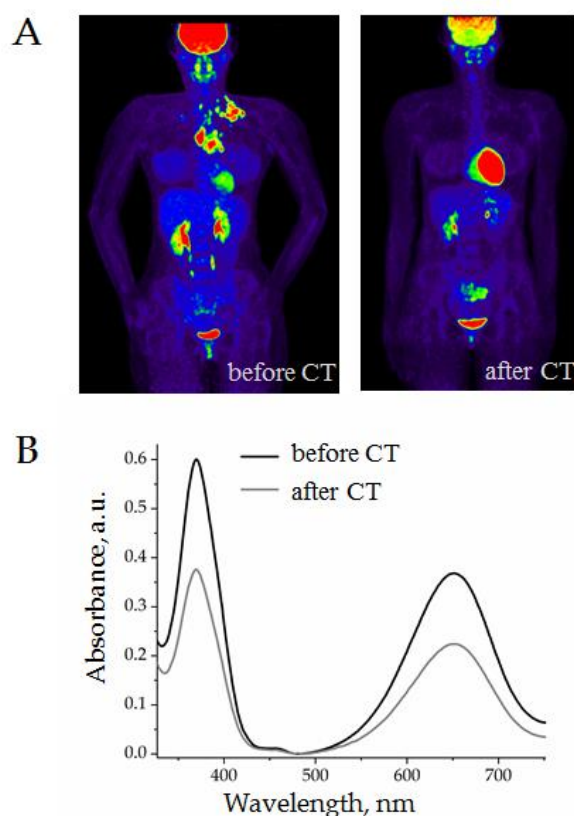 A
before CT
after CT
B
before CT
after CT
Absorbance, a.u.
0.6
0.5
0.4
0.3
0.2
0.1
0.0
400
500
600
700
Wavelength, nm